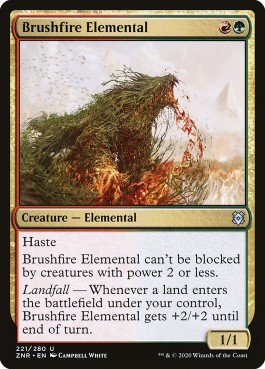 Brushfire Elemental
Creature — Elemental
Haste
Brushfire Elemental can't be blocked
by creatures with power 2 or less.
Landfall — Whenever a land enters
the battlefield under your control,
Brushfire Elemental gets +2/+2 until
end of turn.
1/1
221/280 U
ZNR • EN CAMPBELL WHITE
™ & © 2020 Wizards of the Coast